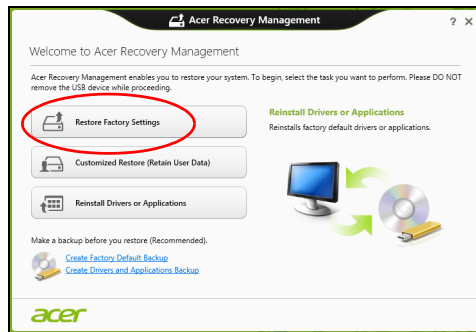 Acer Recovery Management
? X
Welcome to Acer Recovery Management
Acer Recovery Management enables you to restore your system. To begin, select the task you want to perform. Please DO NOT
remove the USB device while proceeding.
Restore Factory Settings
Customized Restore (Retain User Data)
Reinstall Drivers or Applications
Reinstall Drivers or Applications
Reinstalls factory default drivers or applications.
Make a backup before you restore (Recommended).
Create Factory Default Backup
Create Drivers and Applications Backup
acer